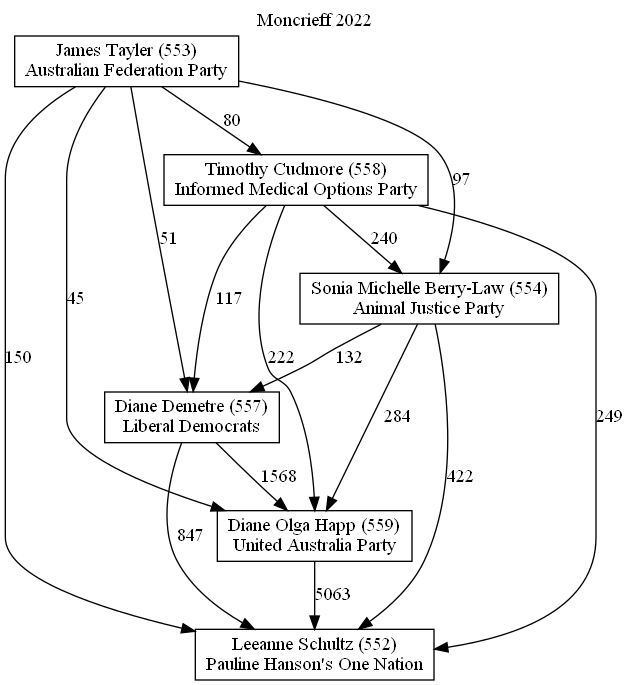 Moncrieff 2022
James Tayler (553)
Australian Federation Party
80
Timothy Cudmore (558)
Informed Medical Options Party
97
51
240
Sonia Michelle Berry-Law (554)
Animal Justice Party
45
117
150
222
132
Diane Demetre (557)
Liberal Democrats
284
249
1568
422
Diane Olga Happ (559)
United Australia Party
847
5063
Leeanne Schultz (552)
Pauline Hanson's One Nation